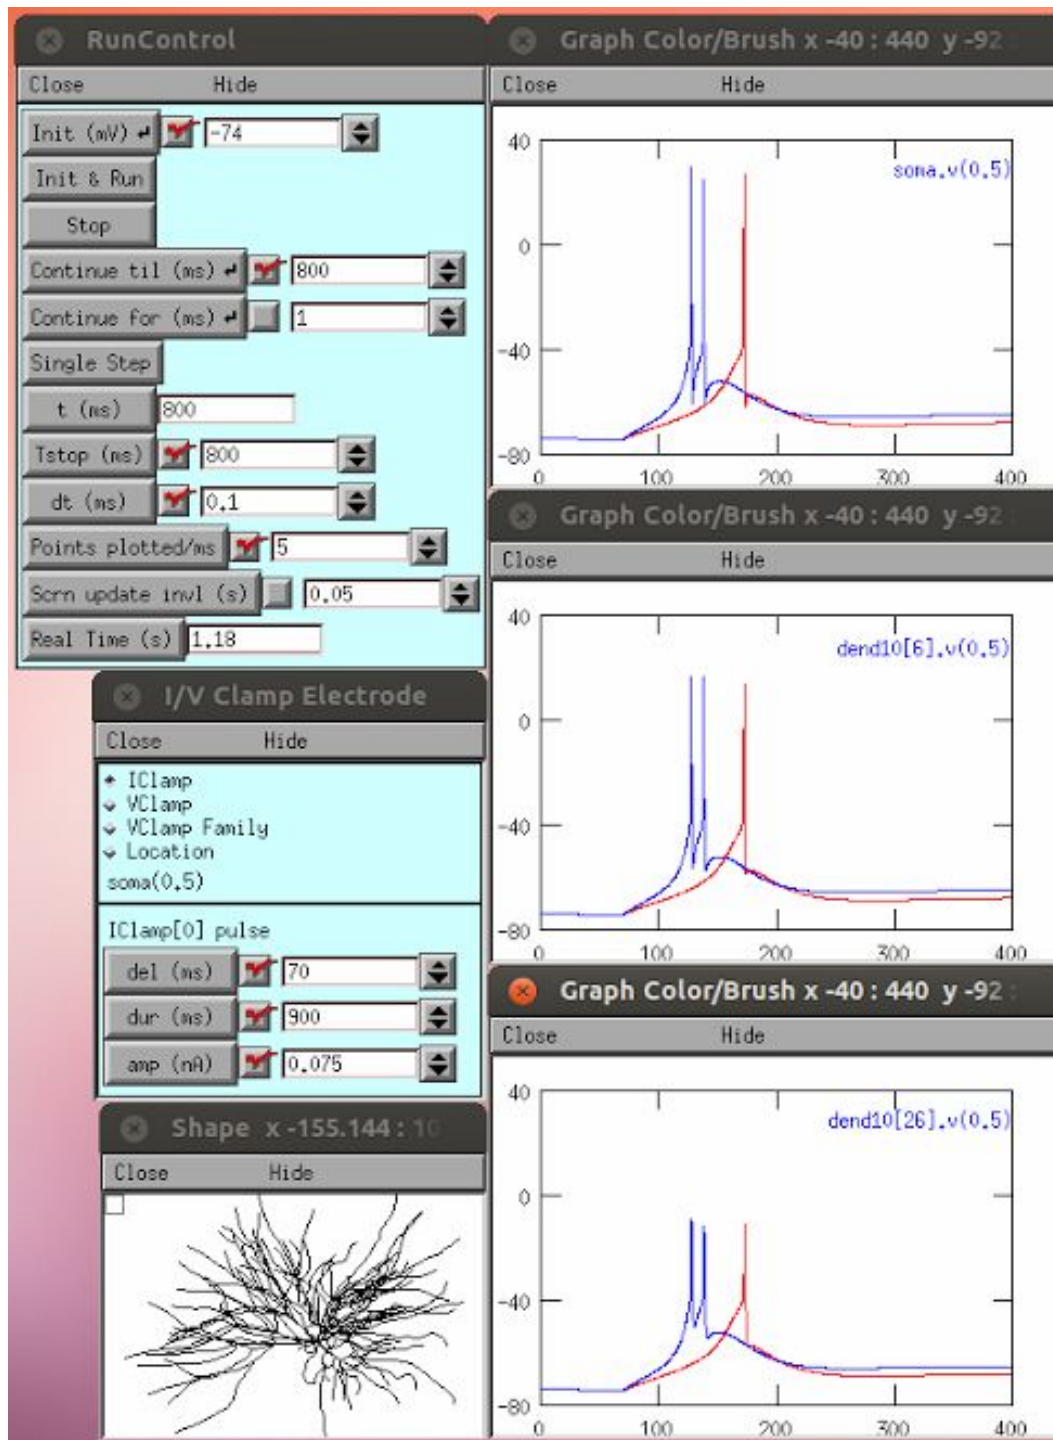 RunControl
Close Hide
Init (mV) -74
Init & Run
Stop
Continue til (ms) 800
Continue for (ms) 1
Single Step
t (ms) 800
Tstop (ms) 800
dt (ms) 0.1
Points plotted/ms 5
Scrn update invl (s) 0.05
Real Time (s) 1.18
I/V Clamp Electrode
Close Hide
IClamp
VClamp
VClamp Family
Location
soma(0.5)
IClamp[0] pulse
del (ms) 70
dur (ms) 900
amp (nA) 0.075
Shape x -155.144 : 10
Close Hide
Graph Color/Brush x -40 : 440 y -92 :
Close Hide
40
soma.v(0.5)
0
-40
-80
0 100 200 300 400
Graph Color/Brush x -40 : 440 y -92 :
Close Hide
40
dend10[6].v(0.5)
0
-40
-80
0 100 200 300 400
Graph Color/Brush x -40 : 440 y -92 :
Close Hide
40
dend10[26].v(0.5)
0
-40
-80
0 100 200 300 400